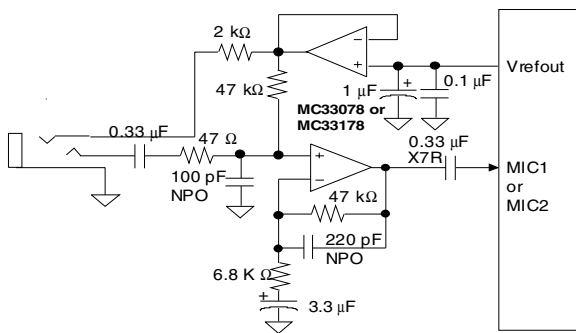 2 kΩ
−
+
Vrefout
47 kΩ
1 µF
+
0.1 µF
MC33078 or
MC33178
0.33 µF
47 Ω
0.33 µF
X7R
+
−
MIC1
or
MIC2
100 pF
NPO
47 kΩ
220 pF
NPO
6.8 K Ω
+
3.3 µF